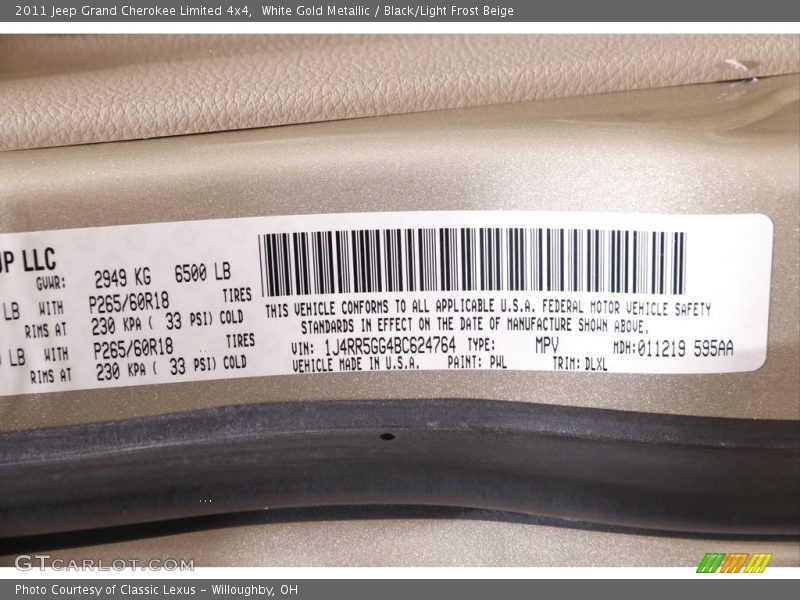 2011 Jeep Grand Cherokee Limited 4x4, White Gold Metallic / Black/Light Frost Beige
UP LLC
GVWR: 2949 KG 6500 LB
LB WITH P265/60R18 TIRES
RIMS AT 230 KPA ( 33 PSI) COLD
LB WITH P265/60R18 TIRES
RIMS AT 230 KPA ( 33 PSI) COLD
THIS VEHICLE CONFORMS TO ALL APPLICABLE U.S.A. FEDERAL MOTOR VEHICLE SAFETY
STANDARDS IN EFFECT ON THE DATE OF MANUFACTURE SHOWN ABOVE.
VIN: 1J4RR5GG4BC624764 TYPE: MPV MDH:011219 595AA
VEHICLE MADE IN U.S.A. PAINT: PWL TRIM: DLXL
GTCARLOT.COM
Photo Courtesy of Classic Lexus - Willoughby, OH